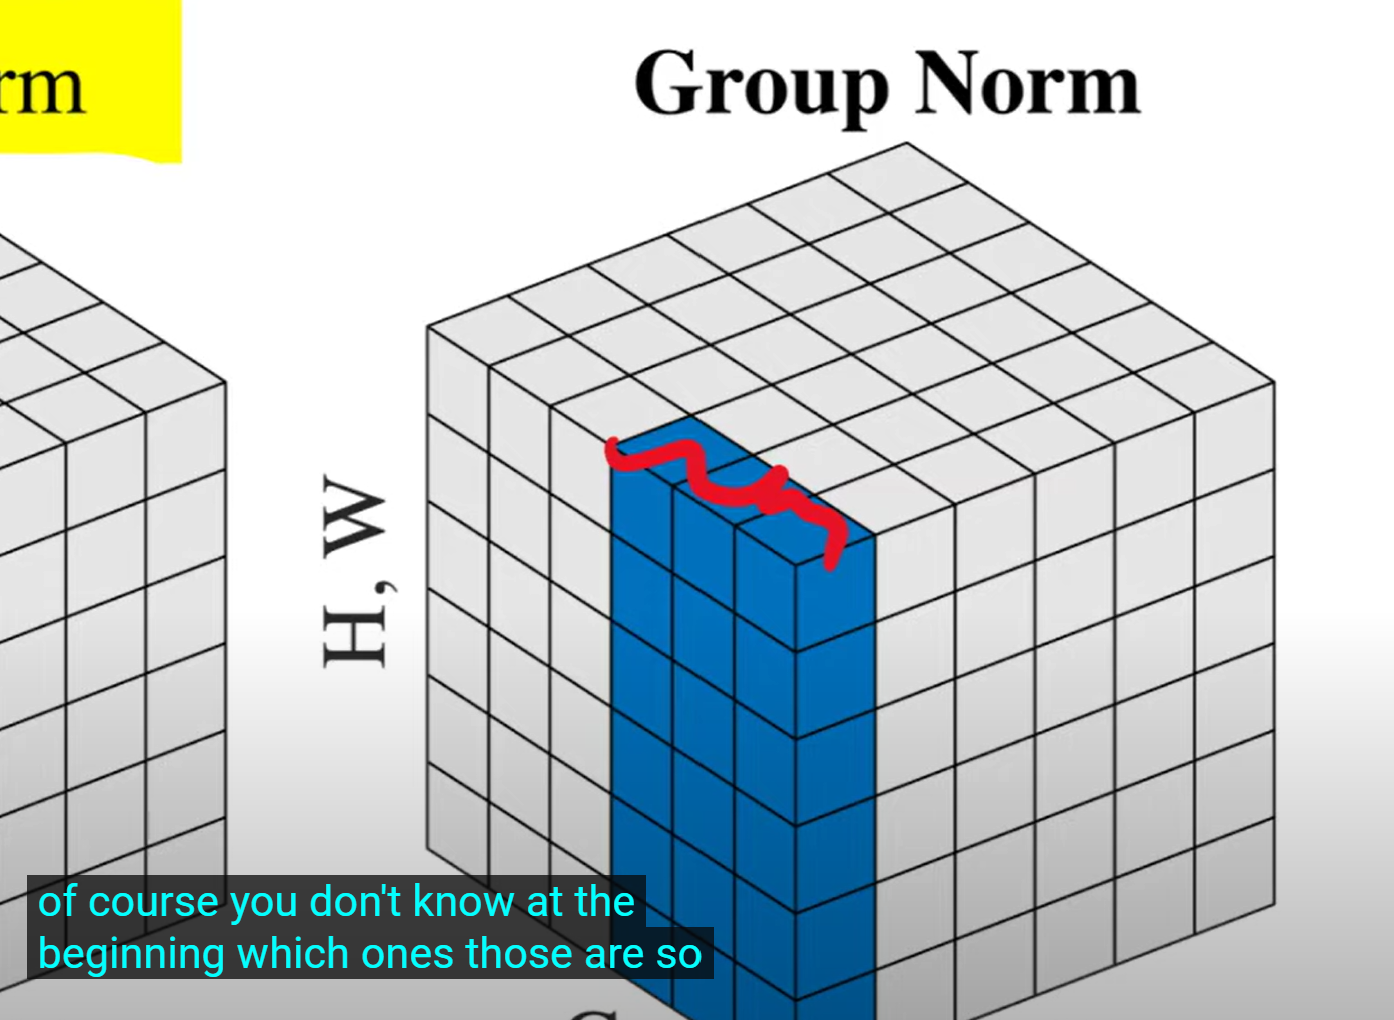 rm
Group Norm
H, W
of course you don't know at the
beginning which ones those are so